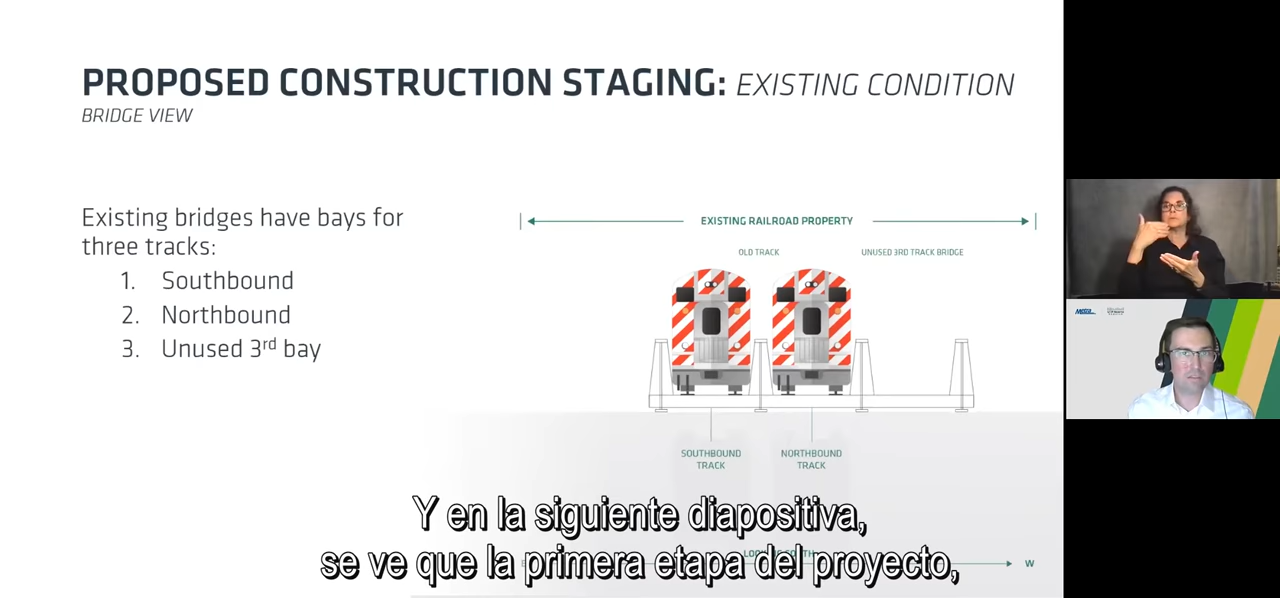 PROPOSED CONSTRUCTION STAGING: EXISTING CONDITION
BRIDGE VIEW
Existing bridges have bays for
three tracks:
1. Southbound
2. Northbound
3. Unused 3rd bay
EXISTING RAILROAD PROPERTY
OLD TRACK
UNUSED 3RD TRACK BRIDGE
SOUTHBOUND
TRACK
NORTHBOUND
TRACK
W
Y en la siguiente diapositiva,
se ve que la primera etapa del proyecto,
Metra